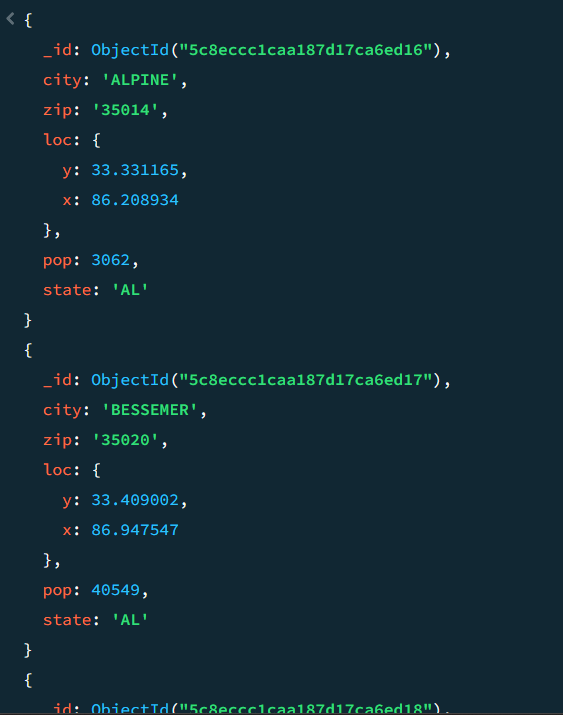 {
_id: ObjectId("5c8eccc1caa187d17ca6ed16"),
city: 'ALPINE',
zip: '35014',
loc: {
y: 33.331165,
x: 86.208934
},
pop: 3062,
state: 'AL'
}
{
_id: ObjectId("5c8eccc1caa187d17ca6ed17"),
city: 'BESSEMER',
zip: '35020',
loc: {
y: 33.409002,
x: 86.947547
},
pop: 40549,
state: 'AL'
}
{
_id: ObjectId("5c8eccc1caa187d17ca6ed18"),